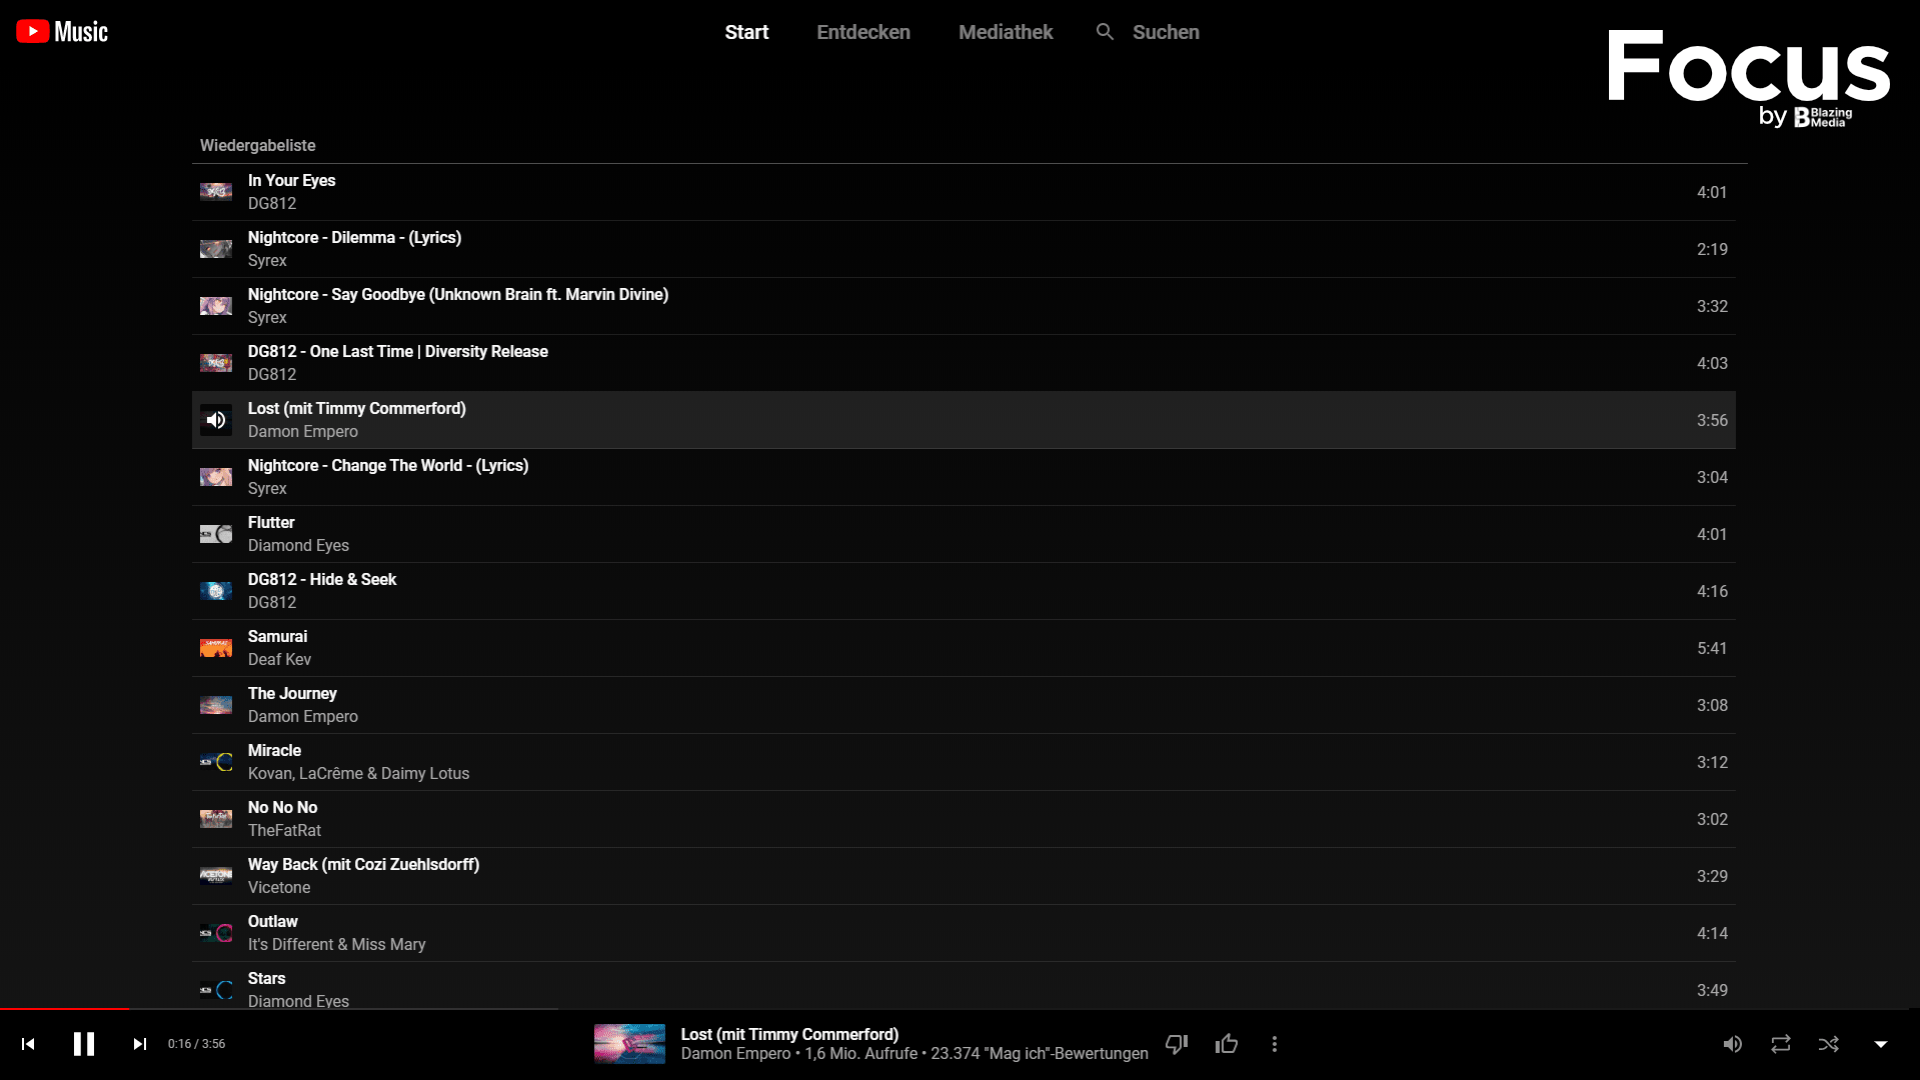 Music
Start
Entdecken
Mediathek
Suchen
Focus
by B Blazing Media
Wiedergabeliste
In Your Eyes
DG812
4:01
Nightcore - Dilemma - (Lyrics)
Syrex
2:19
Nightcore - Say Goodbye (Unknown Brain ft. Marvin Divine)
Syrex
3:32
DG812 - One Last Time | Diversity Release
DG812
4:03
Lost (mit Timmy Commerford)
Damon Empero
3:56
Nightcore - Change The World - (Lyrics)
Syrex
3:04
Flutter
Diamond Eyes
4:01
DG812 - Hide & Seek
DG812
4:16
Samurai
Deaf Kev
5:41
The Journey
Damon Empero
3:08
Miracle
Kovan, LaCrême & Daimy Lotus
3:12
No No No
TheFatRat
3:02
Way Back (mit Cozi Zuehlsdorff)
Vicetone
3:29
Outlaw
It's Different & Miss Mary
4:14
Stars
Diamond Eyes
3:49
0:16 / 3:56
Lost (mit Timmy Commerford)
Damon Empero • 1,6 Mio. Aufrufe • 23.374 "Mag ich"-Bewertungen